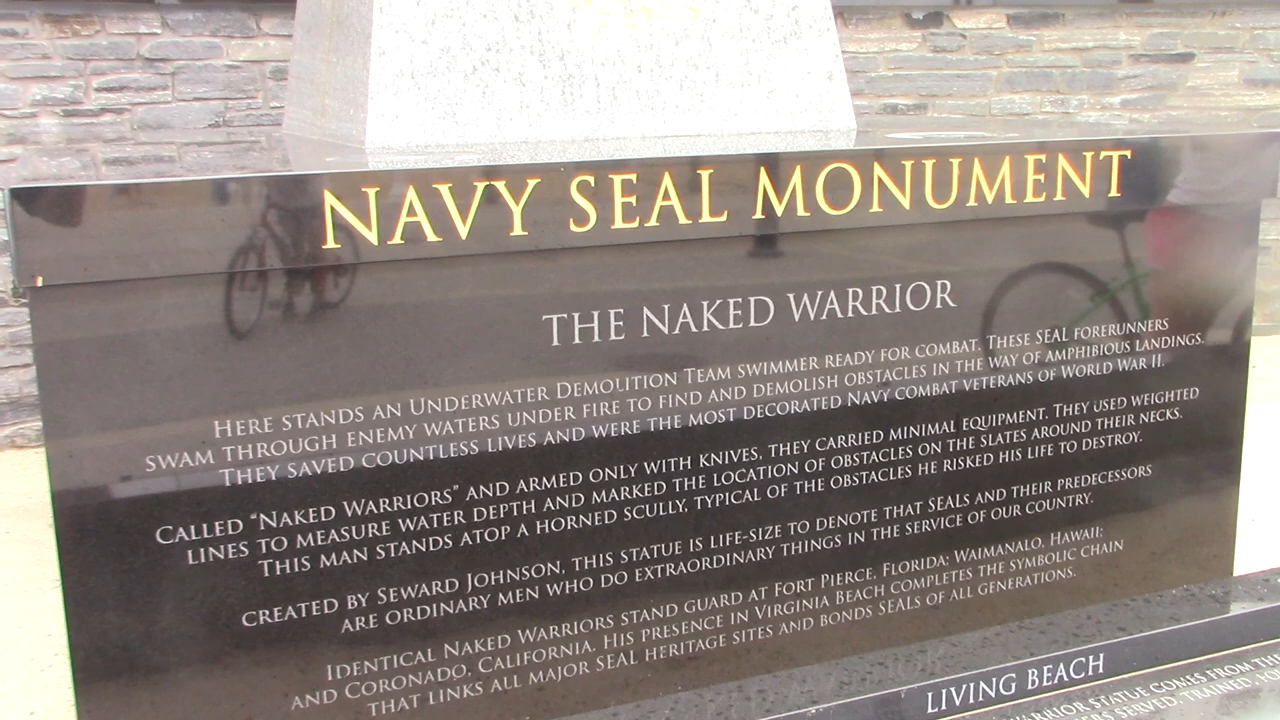 NAVY SEAL MONUMENT
THE NAKED WARRIOR
HERE STANDS AN UNDERWATER DEMOLITION TEAM SWIMMER READY FOR COMBAT. THESE SEAL FORERUNNERS
SWAM THROUGH ENEMY WATERS UNDER FIRE TO FIND AND DEMOLISH OBSTACLES IN THE WAY OF AMPHIBIOUS LANDINGS.
THEY SAVED COUNTLESS LIVES AND WERE THE MOST DECORATED NAVY COMBAT VETERANS OF WORLD WAR II.
CALLED “NAKED WARRIORS” AND ARMED ONLY WITH KNIVES, THEY CARRIED MINIMAL EQUIPMENT. THEY USED WEIGHTED
LINES TO MEASURE WATER DEPTH AND MARKED THE LOCATION OF OBSTACLES ON THE SLATES AROUND THEIR NECKS.
THIS MAN STANDS ATOP A HORNED SCULLY, TYPICAL OF THE OBSTACLES HE RISKED HIS LIFE TO DESTROY.
CREATED BY SEWARD JOHNSON, THIS STATUE IS LIFE-SIZE TO DENOTE THAT SEALS AND THEIR PREDECESSORS
ARE ORDINARY MEN WHO DO EXTRAORDINARY THINGS IN THE SERVICE OF OUR COUNTRY.
IDENTICAL NAKED WARRIORS STAND GUARD AT FORT PIERCE, FLORIDA; WAIMANALO, HAWAII;
AND CORONADO, CALIFORNIA. HIS PRESENCE IN VIRGINIA BEACH COMPLETES THE SYMBOLIC CHAIN
THAT LINKS ALL MAJOR SEAL HERITAGE SITES AND BONDS SEALS OF ALL GENERATIONS.
LIVING BEACH
WARRIOR STATUE COMES FROM THE
SERVED, TRAINED,